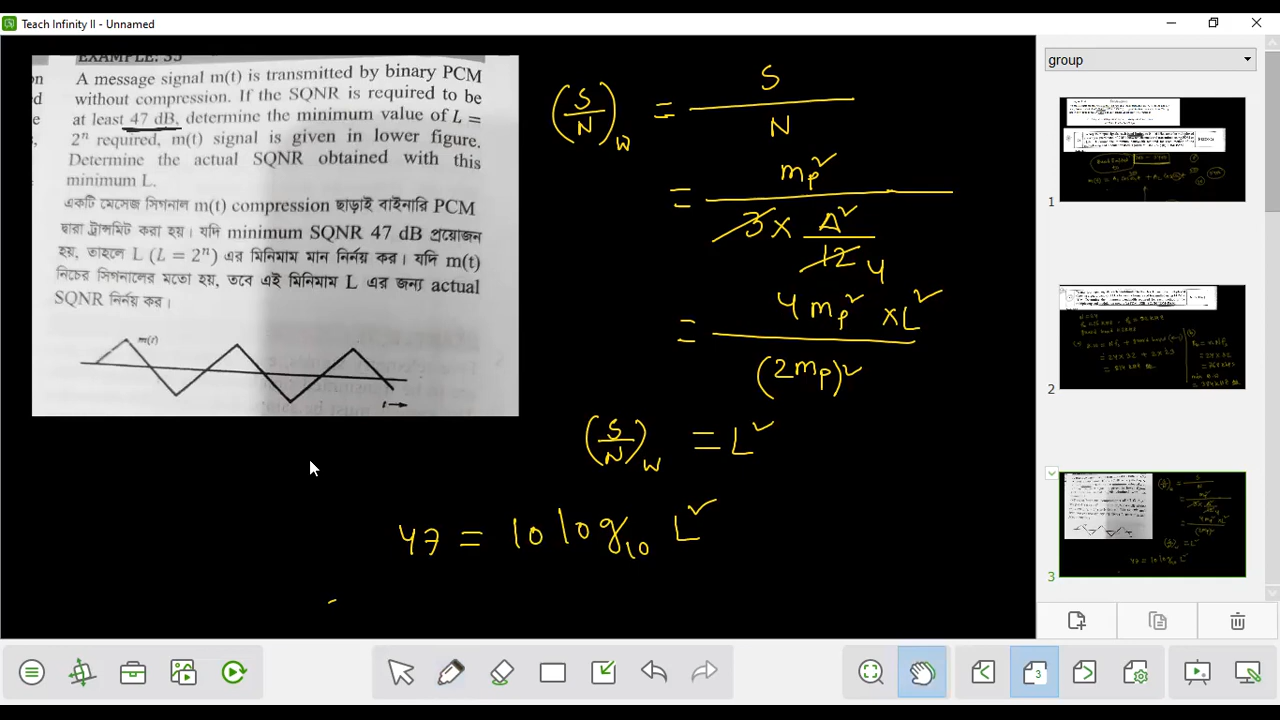 Teach Infinity II - Unnamed
EXAMPLE: 35
A message signal m(t) is transmitted by binary PCM
without compression. If the SQNR is required to be
at least 47 dB, determine the minimum value of L =
2ⁿ required, m(t) signal is given in lower figure.
Determine the actual SQNR obtained with this
minimum L.
একটি মেসেজ সিগনাল m(t) compression ছাড়াই বাইনারি PCM
দ্বারা ট্রান্সমিট করা হয়। যদি minimum SQNR 47 dB প্রয়োজন
হয়, তাহলে L (L = 2ⁿ) এর মিনিমাম মান নির্ণয় কর। যদি m(t)
নিচের সিগনালের মতো হয়, তবে এই মিনিমাম L এর জন্য actual
SQNR নির্ণয় কর।
m(t)
t
(S/N)W = S/N
= mp²/(3 × Δ²/12) 4
= 4mp² × L²/(2mp)²
(S/N)W = L²
47 = 10 log10 L²
group
1
2
3
3